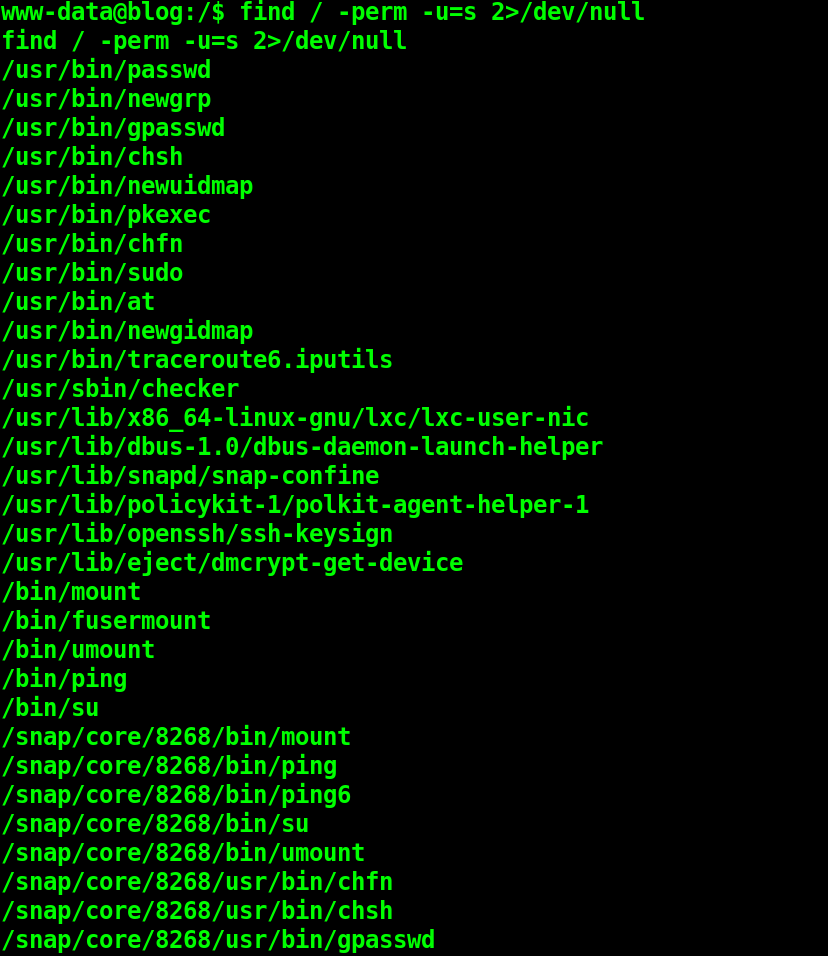 www-data@blog:/$ find / -perm -u=s 2>/dev/null
find / -perm -u=s 2>/dev/null
/usr/bin/passwd
/usr/bin/newgrp
/usr/bin/gpasswd
/usr/bin/chsh
/usr/bin/newuidmap
/usr/bin/pkexec
/usr/bin/chfn
/usr/bin/sudo
/usr/bin/at
/usr/bin/newgidmap
/usr/bin/traceroute6.iputils
/usr/sbin/checker
/usr/lib/x86_64-linux-gnu/lxc/lxc-user-nic
/usr/lib/dbus-1.0/dbus-daemon-launch-helper
/usr/lib/snapd/snap-confine
/usr/lib/policykit-1/polkit-agent-helper-1
/usr/lib/openssh/ssh-keysign
/usr/lib/eject/dmcrypt-get-device
/bin/mount
/bin/fusermount
/bin/umount
/bin/ping
/bin/su
/snap/core/8268/bin/mount
/snap/core/8268/bin/ping
/snap/core/8268/bin/ping6
/snap/core/8268/bin/su
/snap/core/8268/bin/umount
/snap/core/8268/usr/bin/chfn
/snap/core/8268/usr/bin/chsh
/snap/core/8268/usr/bin/gpasswd